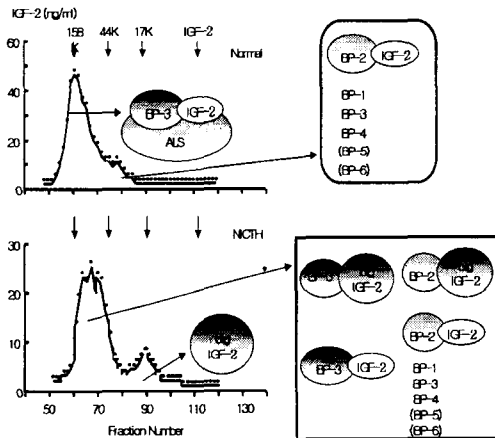 IGF-2 (ng/ml)
158 K 44K 17K IGF-2
Normal
60
40
20
0
BP-3 IGF-2
ALS
BP-2 IGF-2
BP-1
BP-3
BP-4
(BP-5)
(BP-6)
NICTH
30
20
10
0
50 70 90 110 130
Fraction Number
IGF-2
IGF-2
BP-2
IGF-2
BP-2 IGF-2
BP-3 IGF-2
BP-1
BP-3
BP-4
(BP-5)
(BP-6)